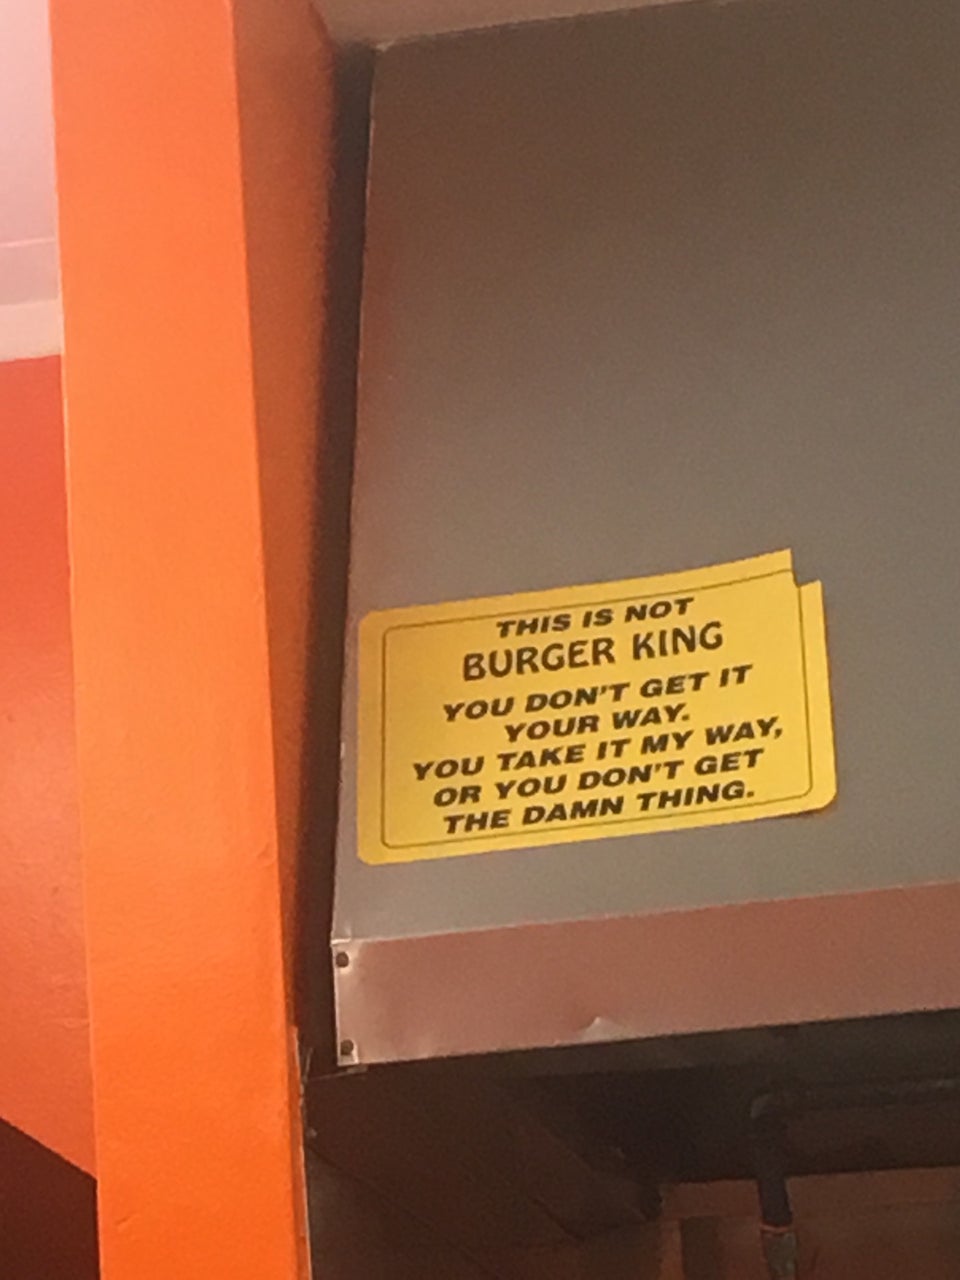 THIS IS NOT
BURGER KING
YOU DON'T GET IT
YOUR WAY.
YOU TAKE IT MY WAY,
OR YOU DON'T GET
THE DAMN THING.